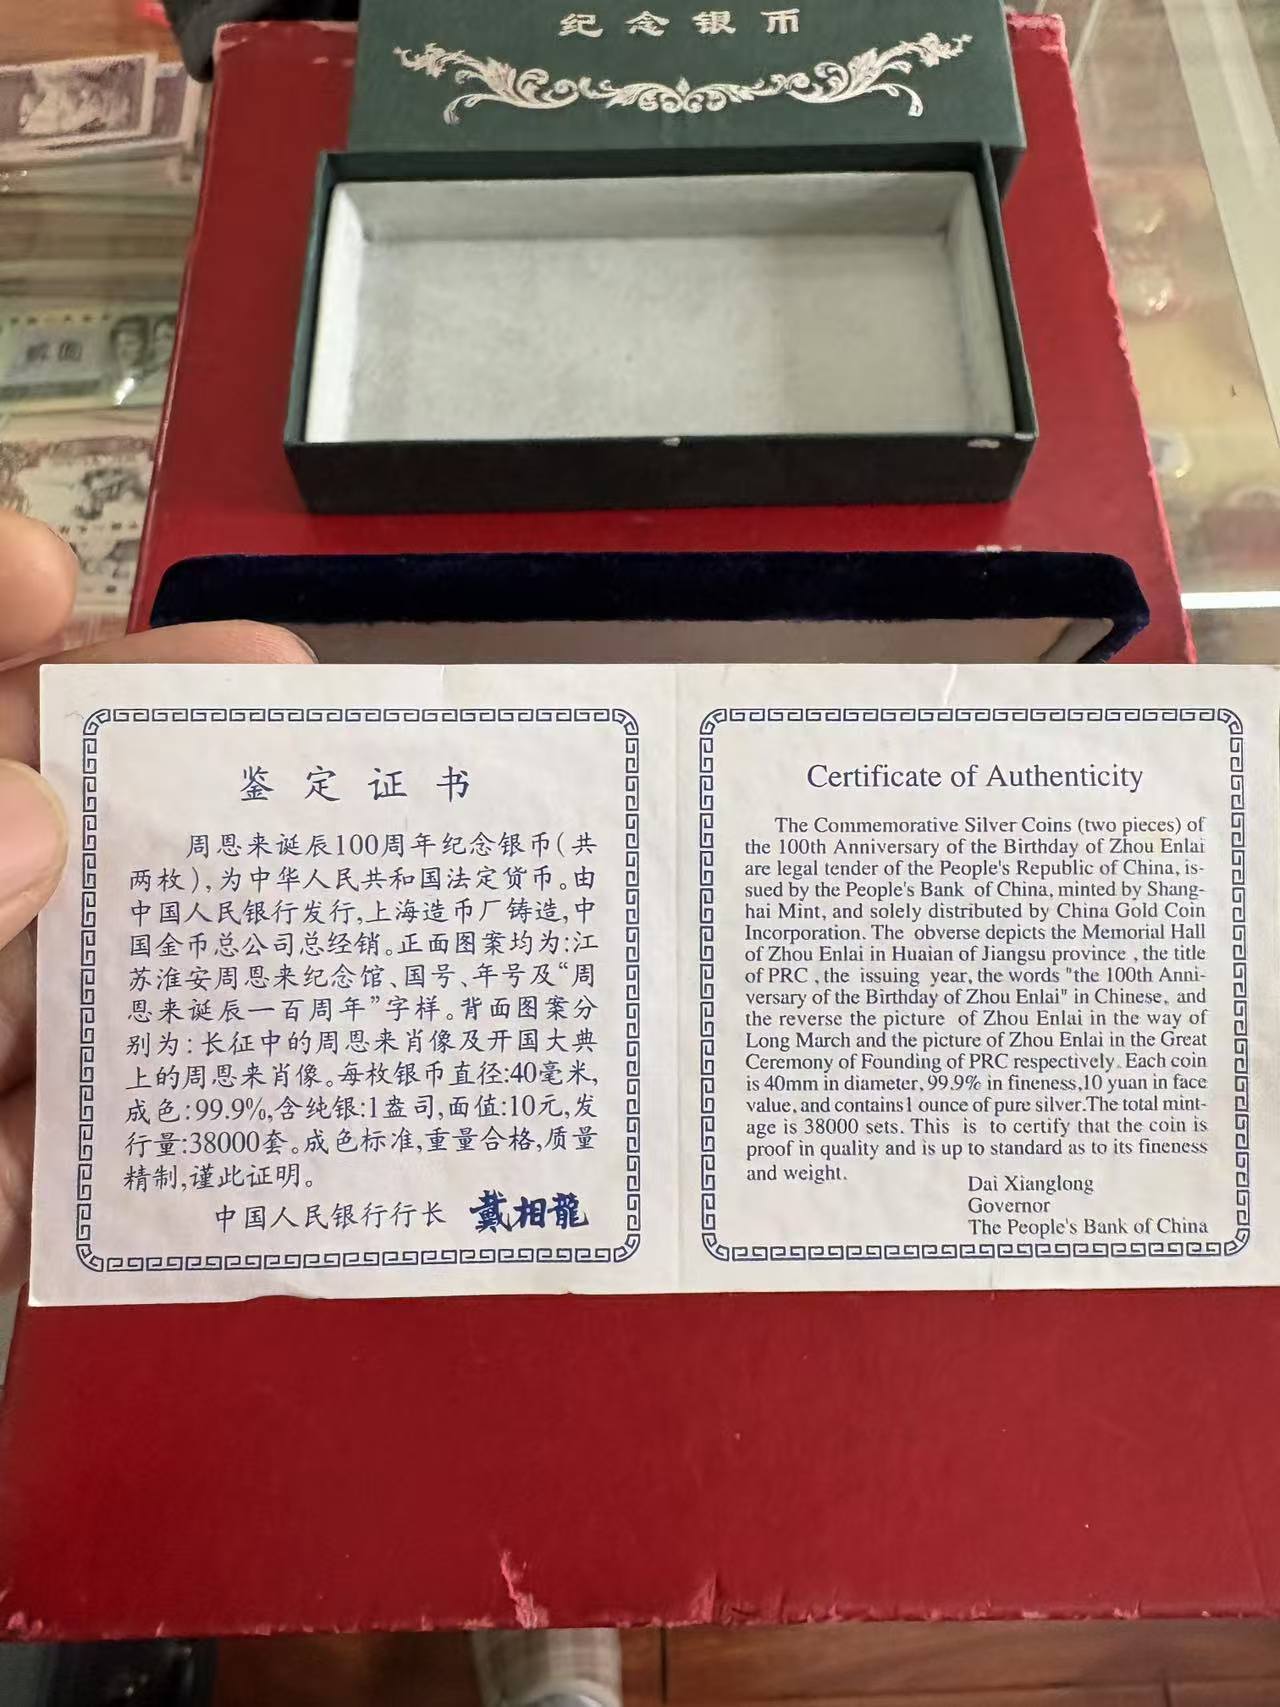 纪念银币
鉴定证书
周恩来诞辰100周年纪念银币(共
两枚),为中华人民共和国法定货币。由
中国人民银行发行,上海造币厂铸造,中
国金币总公司总经销。正面图案均为:江
苏淮安周恩来纪念馆、国号、年号及“周
恩来诞辰一百周年”字样。背面图案分
别为:长征中的周恩来肖像及开国大典
上的周恩来肖像。每枚银币直径:40毫米,
成色:99.9%,含纯银:1盎司,面值:10元,发
行量:38000套。成色标准,重量合格,质量
精制,谨此证明。
中国人民银行行长 戴相龍
Certificate of Authenticity
The Commemorative Silver Coins (two pieces) of
the 100th Anniversary of the Birthday of Zhou Enlai
are legal tender of the People's Republic of China, is-
sued by the People's Bank of China, minted by Shang-
hai Mint, and solely distributed by China Gold Coin
Incorporation. The obverse depicts the Memorial Hall
of Zhou Enlai in Huaian of Jiangsu province , the title
of PRC , the issuing year, the words "the 100th Anni-
versary of the Birthday of Zhou Enlai" in Chinese, and
the reverse the picture of Zhou Enlai in the way of
Long March and the picture of Zhou Enlai in the Great
Ceremony of Founding of PRC respectively. Each coin
is 40mm in diameter, 99.9% in fineness,10 yuan in face
value, and contains1 ounce of pure silver.The total mint-
age is 38000 sets. This is to certify that the coin is
proof in quality and is up to standard as to its fineness
and weight.
Dai Xianglong
Governor
The People's Bank of China